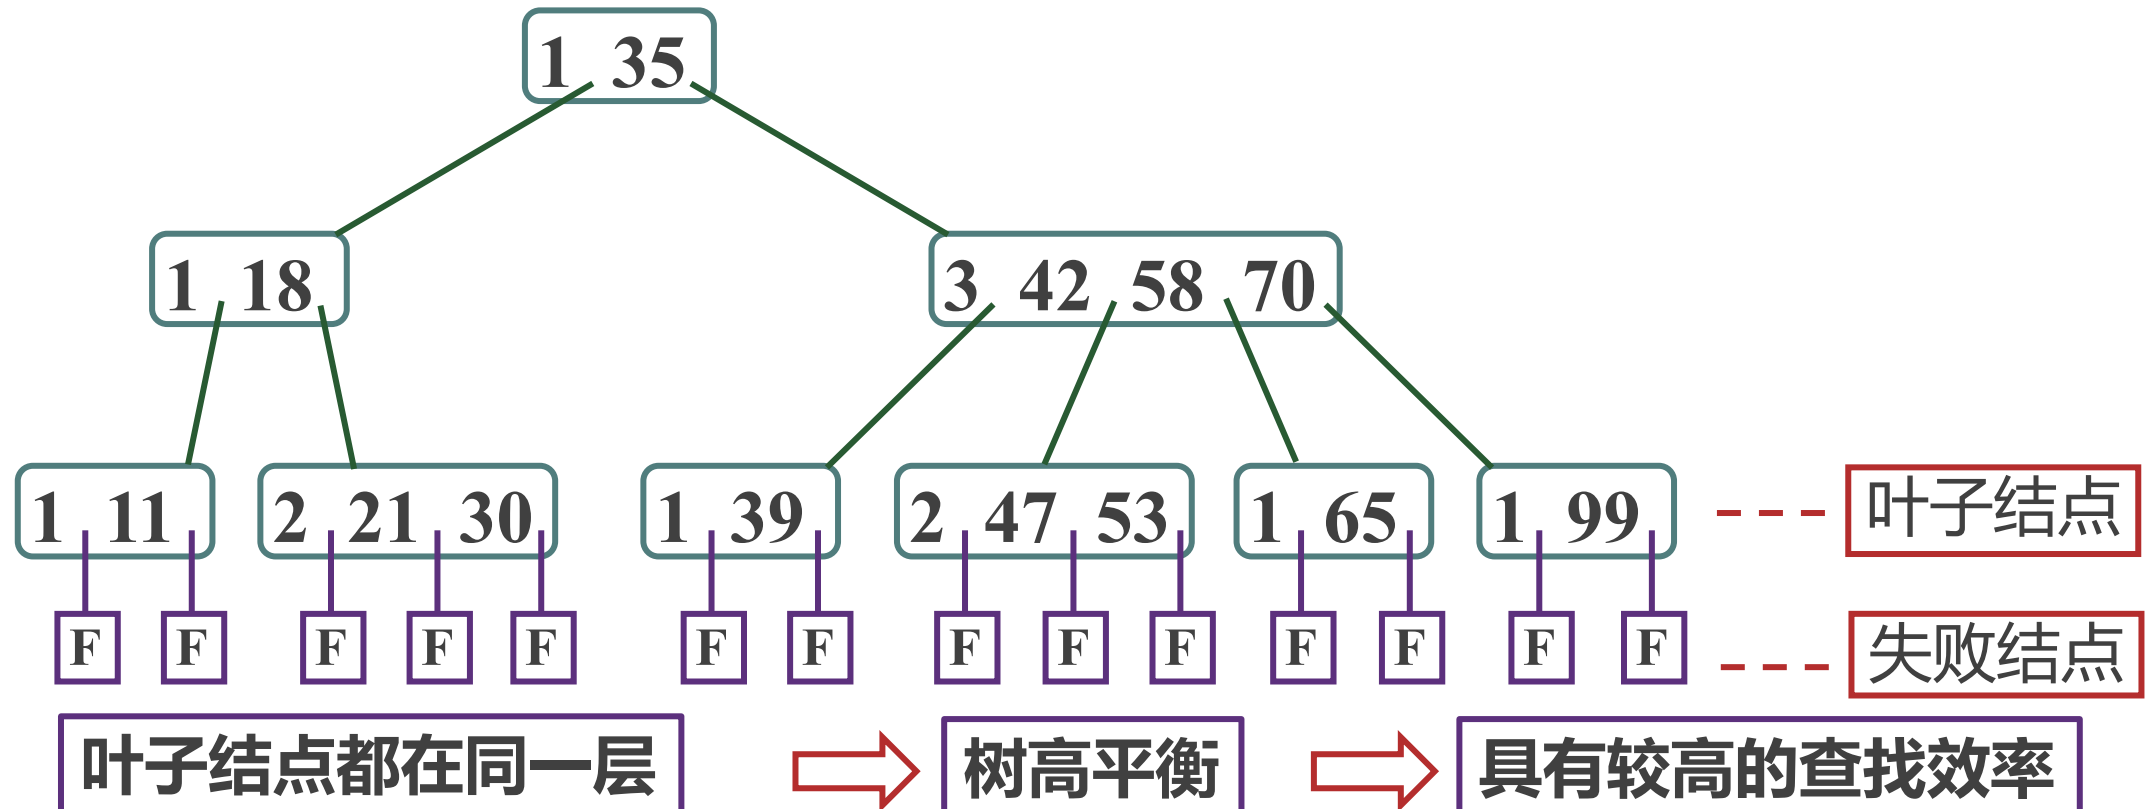 1 35
1 18
3 42 58 70
1 11
2 21 30
1 39
2 47 53
1 65
1 99
叶子结点
F F F F F F F F F F F F F F
失败结点
叶子结点都在同一层
树高平衡
具有较高的查找效率